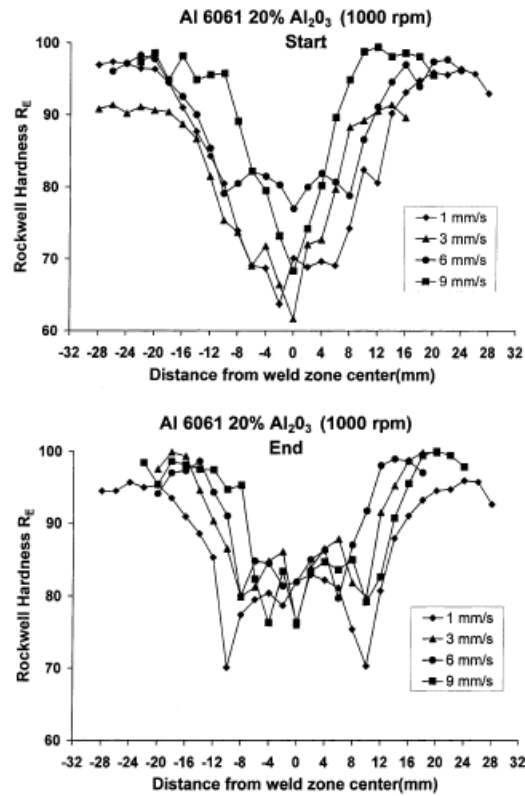 Al 6061 20% Al₂0₃ (1000 rpm)
Start
Rockwell Hardness R_E
100
90
80
70
60
1 mm/s
3 mm/s
6 mm/s
9 mm/s
-32 -28 -24 -20 -16 -12 -8 -4 0 4 8 12 16 20 24 28 32
Distance from weld zone center(mm)
Al 6061 20% Al₂0₃ (1000 rpm)
End
Rockwell Hardness R_E
100
90
80
70
60
1 mm/s
3 mm/s
6 mm/s
9 mm/s
-32 -28 -24 -20 -16 -12 -8 -4 0 4 8 12 16 20 24 28 32
Distance from weld zone center(mm)